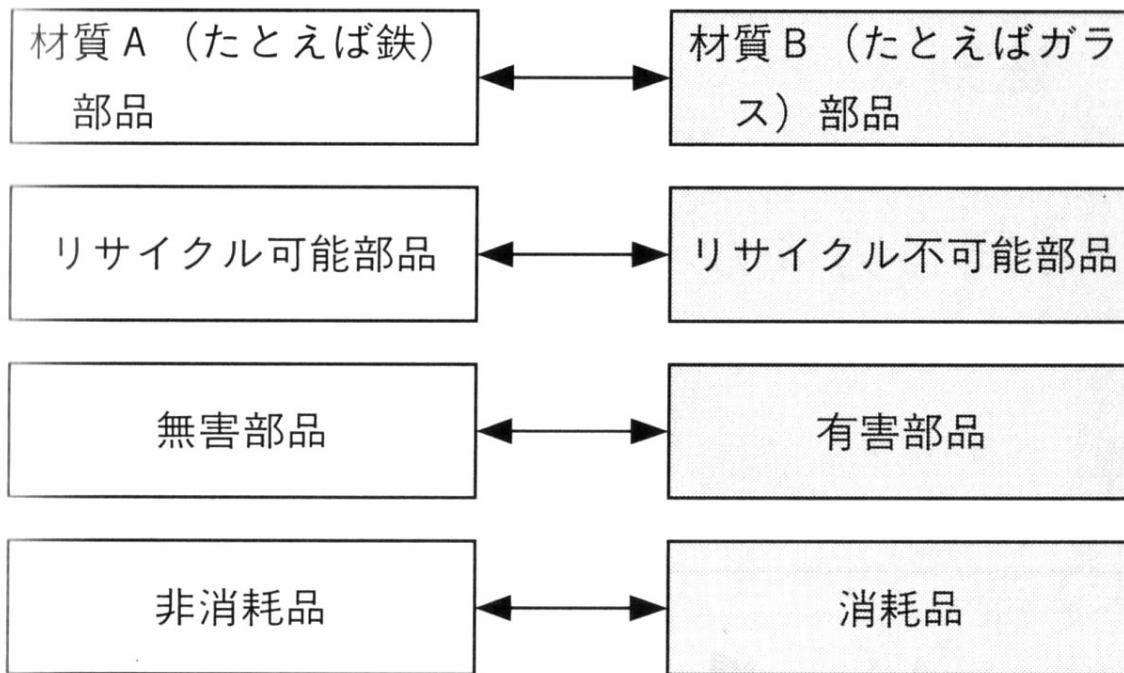 材質A（たとえば鉄）
部品
材質B（たとえばガラ
ス）部品
リサイクル可能部品
リサイクル不可能部品
無害部品
有害部品
非消耗品
消耗品